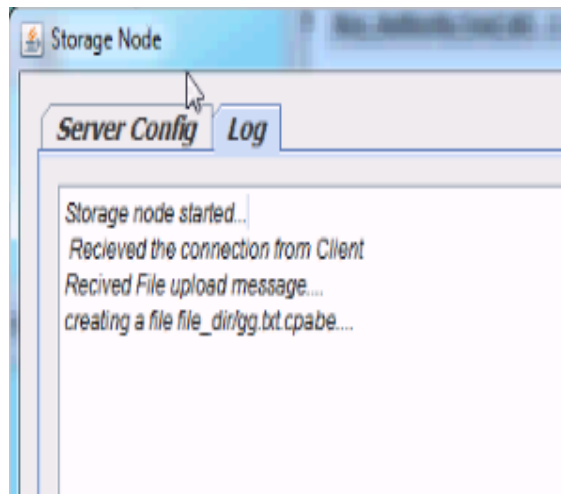 Storage Node
Server Config
Log
Storage node started...
Recieved the connection from Client
Recived File upload message....
creating a file file_dir/gg.txt.cpabe....